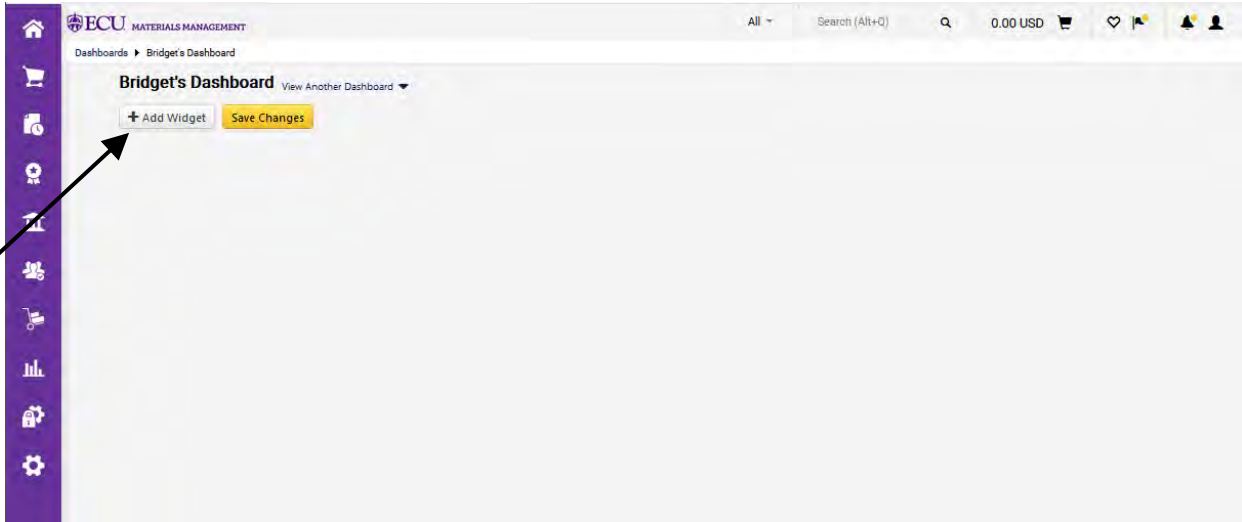 ECU MATERIALS MANAGEMENT All Search (Alt+Q) 0.00 USD
Dashboards Bridget's Dashboard
Bridget's Dashboard View Another Dashboard
+ Add Widget Save Changes